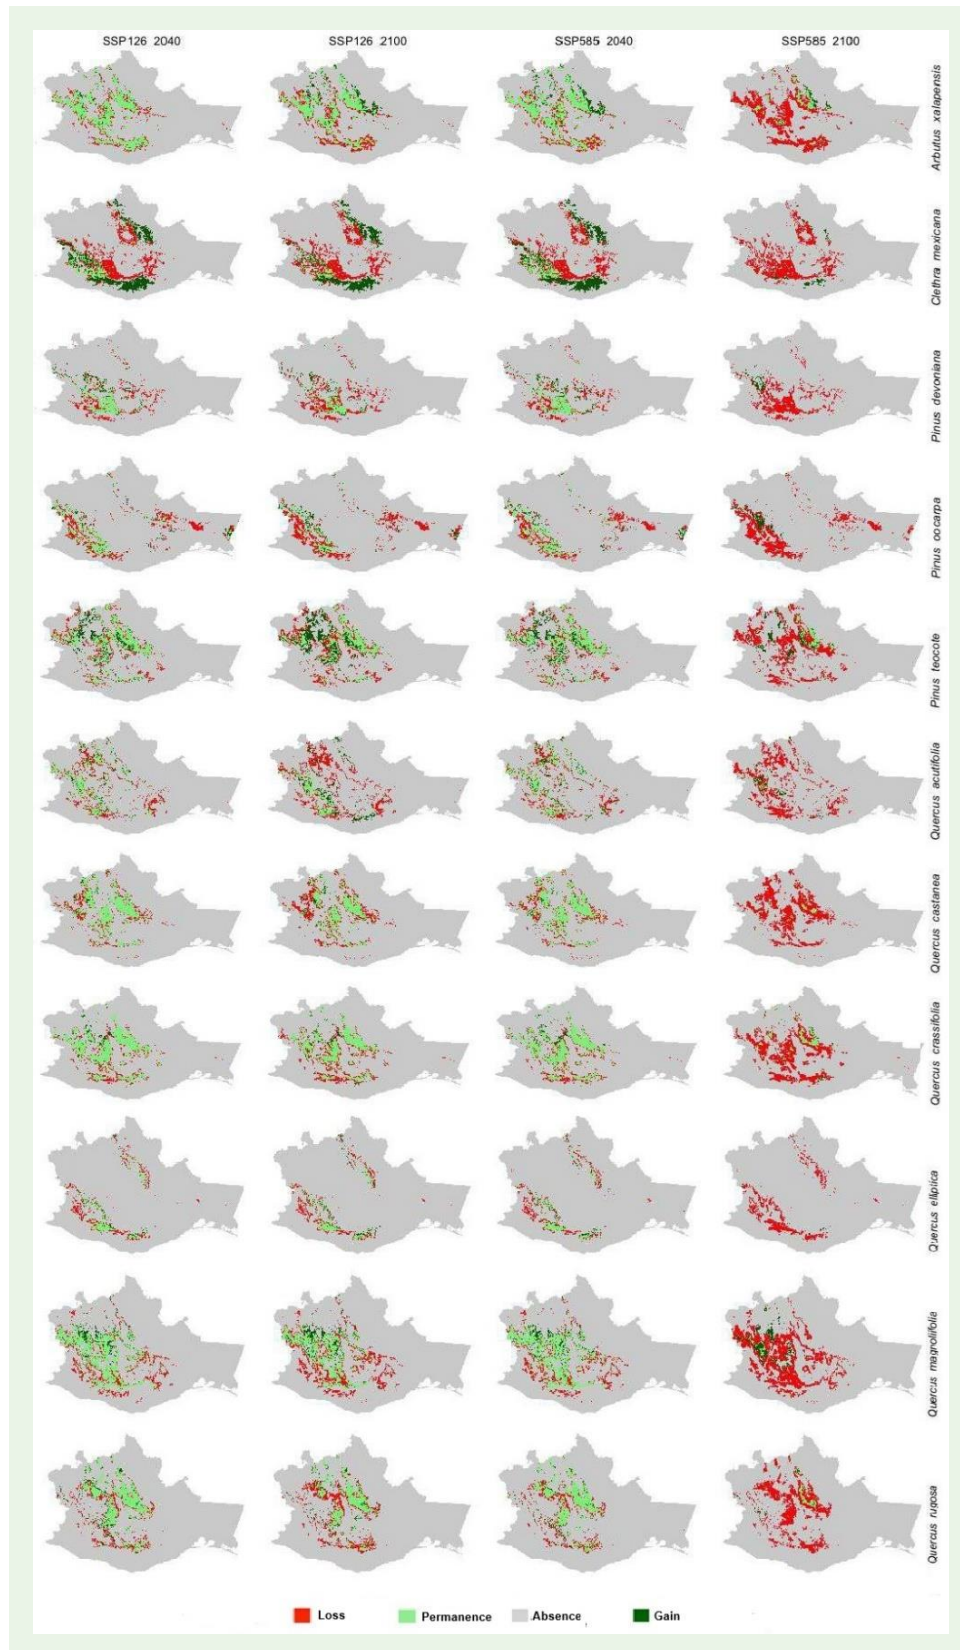 SSP126 2040 SSP126 2100 SSP585 2040 SSP585 2100
Arbutus xalapensis
Clethra mexicana
Pinus devoniana
Pinus oocarpa
Pinus teocote
Quercus acutifolia
Quercus castanea
Quercus crassifolia
Quercus elliptica
Quercus magnoliifolia
Quercus rugosa
Loss Permanence Absence Gain